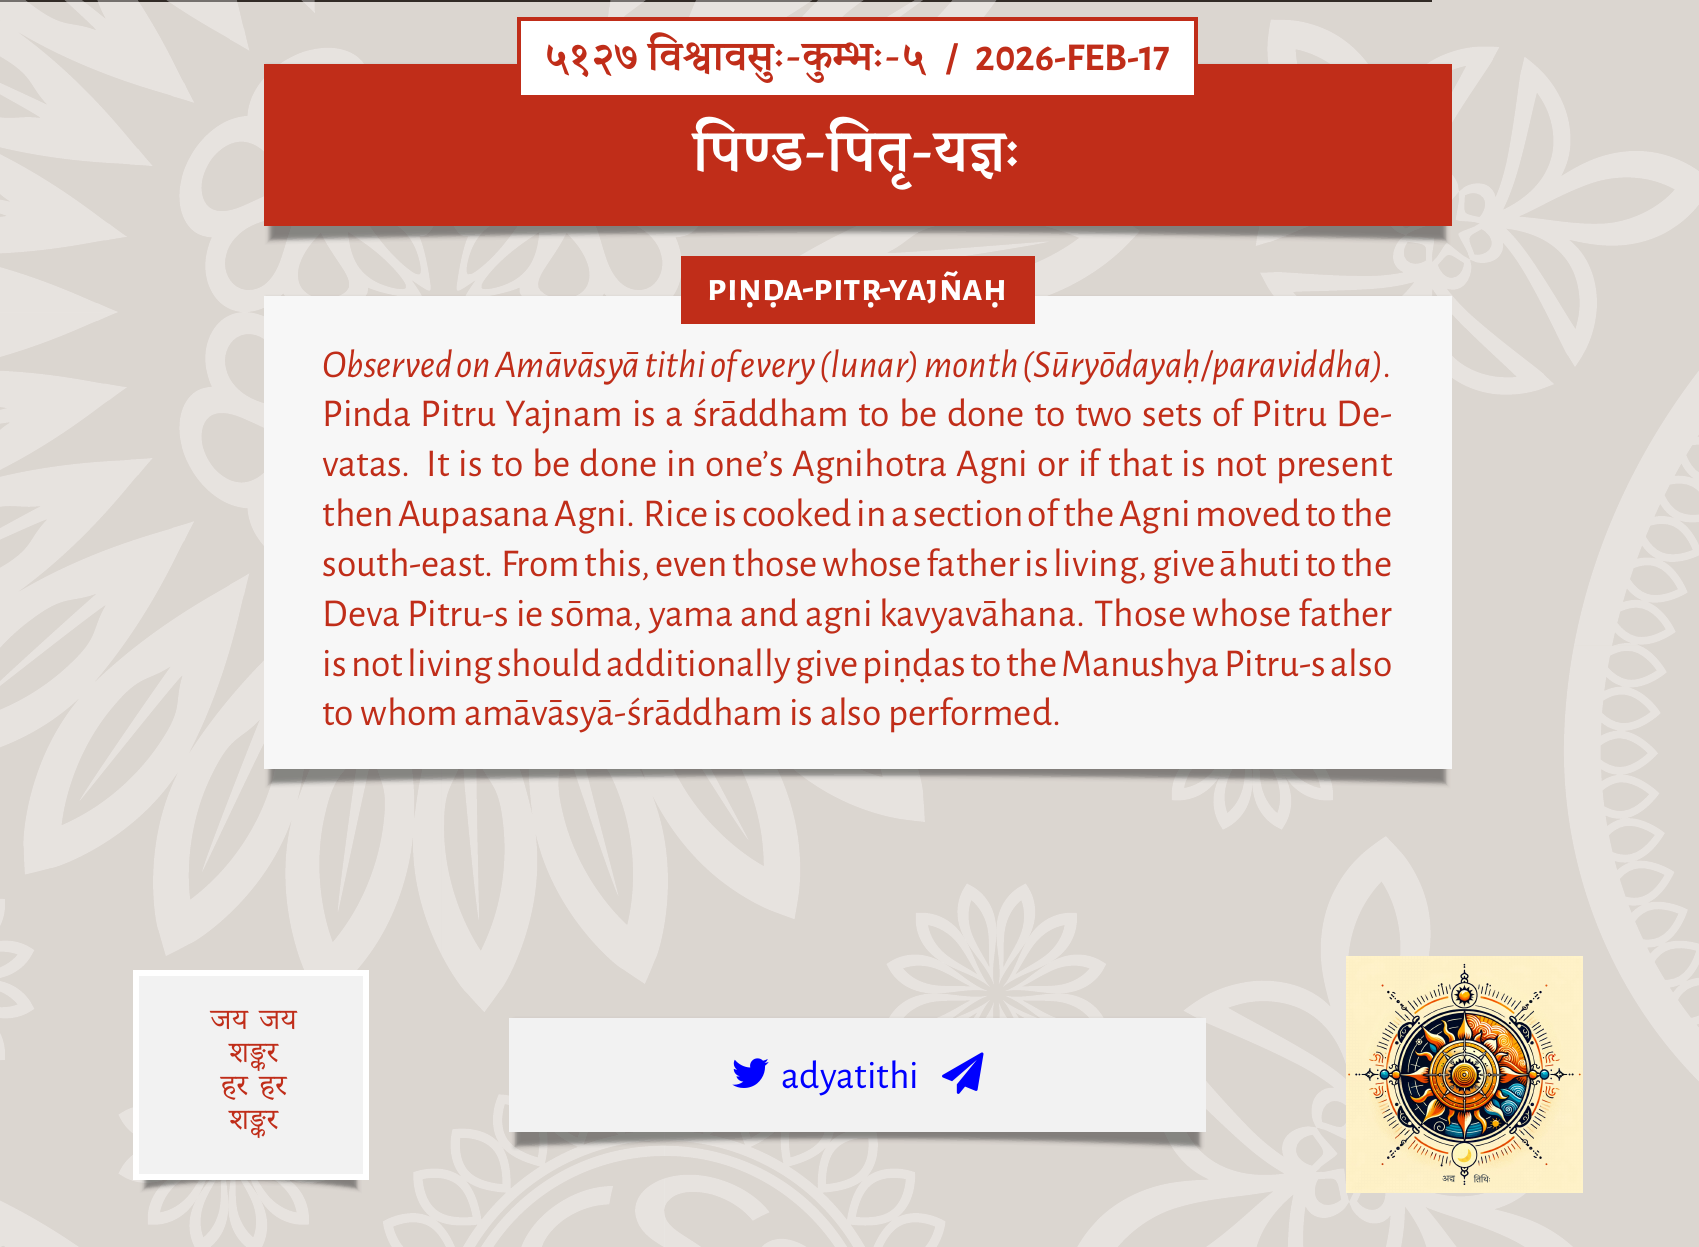 ५१२७ विश्वावसुः-कुम्भः-५ / 2026-FEB-17
पिण्ड-पितृ-यज्ञः
PIṆḌA-PITṚ-YAJÑAḤ
Observed on Amāvāsyā tithi of every (lunar) month (Sūryōdayaḥ/paraviddha).
Pinda Pitru Yajnam is a śrāddham to be done to two sets of Pitru De-
vatas. It is to be done in one’s Agnihotra Agni or if that is not present
then Aupasana Agni. Rice is cooked in a section of the Agni moved to the
south-east. From this, even those whose father is living, give āhuti to the
Deva Pitru-s ie sōma, yama and agni kavyavāhana. Those whose father
is not living should additionally give piṇḍas to the Manushya Pitru-s also
to whom amāvāsyā-śrāddham is also performed.
जय जय
शङ्कर
हर हर
शङ्कर
adyatithi
अद्य तिथिः